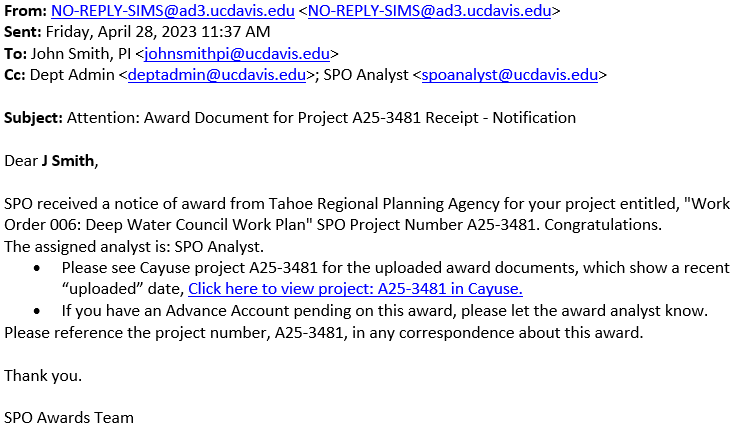 From: NO-REPLY-SIMS@ad3.ucdavis.edu <NO-REPLY-SIMS@ad3.ucdavis.edu>
Sent: Friday, April 28, 2023 11:37 AM
To: John Smith, PI <johnsmithpi@ucdavis.edu>
Cc: Dept Admin <deptadmin@ucdavis.edu>; SPO Analyst <spoanalyst@ucdavis.edu>
Subject: Attention: Award Document for Project A25-3481 Receipt - Notification
Dear J Smith,
SPO received a notice of award from Tahoe Regional Planning Agency for your project entitled, "Work
Order 006: Deep Water Council Work Plan" SPO Project Number A25-3481. Congratulations.
The assigned analyst is: SPO Analyst.
• Please see Cayuse project A25-3481 for the uploaded award documents, which show a recent
“uploaded” date, Click here to view project: A25-3481 in Cayuse.
• If you have an Advance Account pending on this award, please let the award analyst know.
Please reference the project number, A25-3481, in any correspondence about this award.
Thank you.
SPO Awards Team